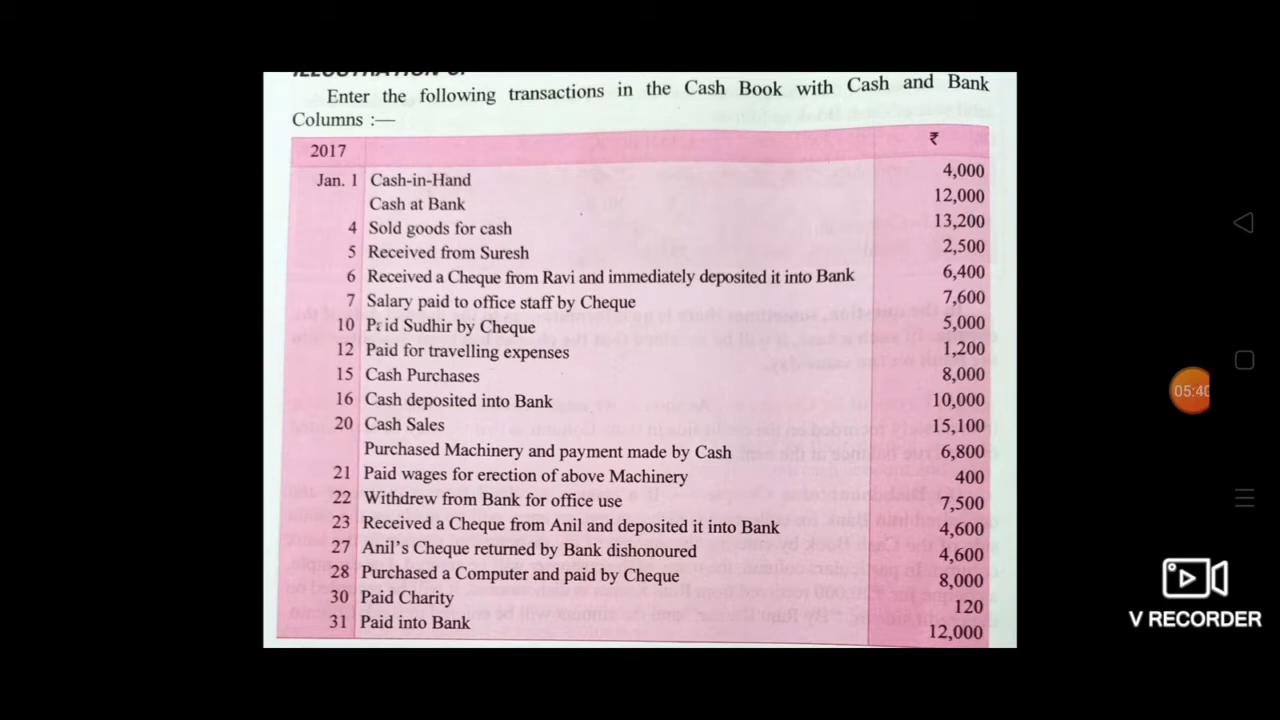 Enter the following transactions in the Cash Book with Cash and Bank
Columns :—
2017 ₹
Jan. 1 Cash-in-Hand 4,000
Cash at Bank 12,000
4 Sold goods for cash 13,200
5 Received from Suresh 2,500
6 Received a Cheque from Ravi and immediately deposited it into Bank 6,400
7 Salary paid to office staff by Cheque 7,600
10 Paid Sudhir by Cheque 5,000
12 Paid for travelling expenses 1,200
15 Cash Purchases 8,000
16 Cash deposited into Bank 10,000
20 Cash Sales 15,100
Purchased Machinery and payment made by Cash 6,800
21 Paid wages for erection of above Machinery 400
22 Withdrew from Bank for office use 7,500
23 Received a Cheque from Anil and deposited it into Bank 4,600
27 Anil's Cheque returned by Bank dishonoured 4,600
28 Purchased a Computer and paid by Cheque 8,000
30 Paid Charity 120
31 Paid into Bank 12,000
05:40
V RECORDER